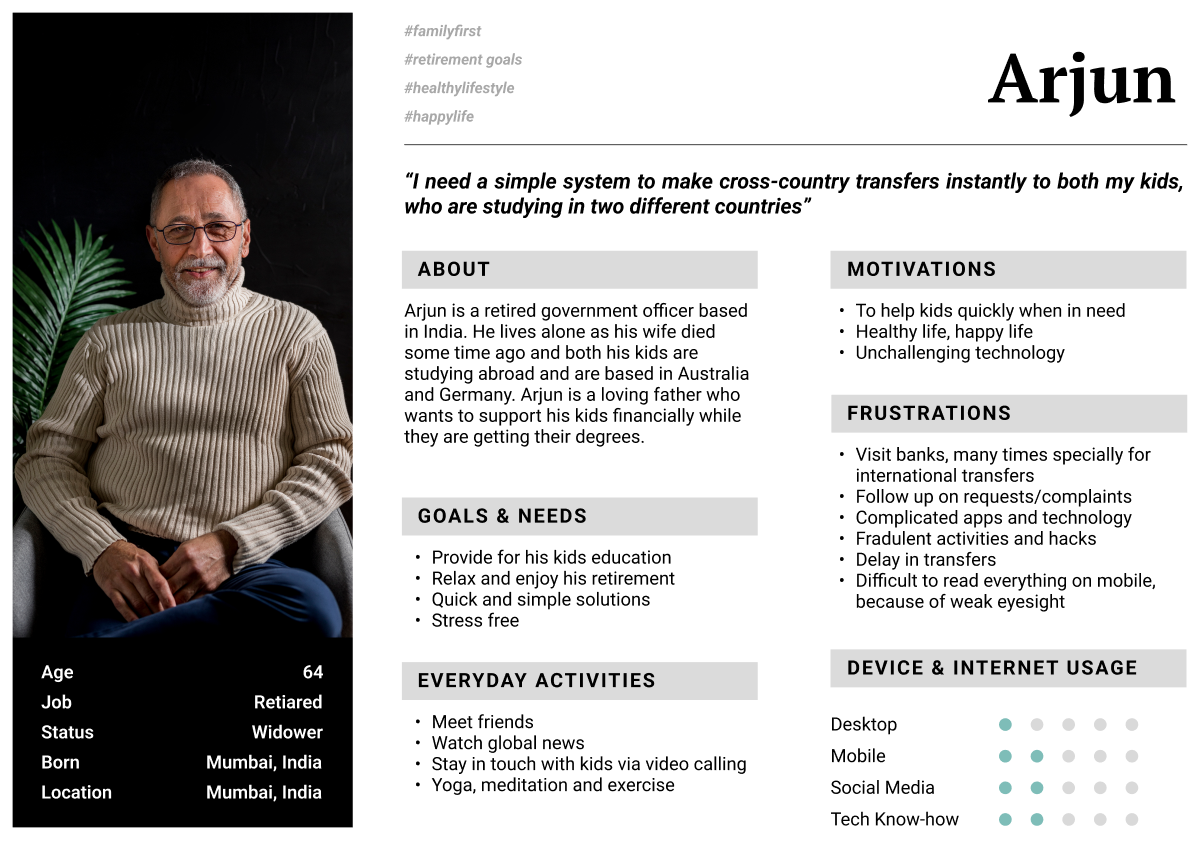 #familyfirst
#retirement goals
#healthylifestyle
#happylife
Arjun
“I need a simple system to make cross-country transfers instantly to both my kids,
who are studying in two different countries”
ABOUT
Arjun is a retired government officer based
in India. He lives alone as his wife died
some time ago and both his kids are
studying abroad and are based in Australia
and Germany. Arjun is a loving father who
wants to support his kids financially while
they are getting their degrees.
GOALS & NEEDS
• Provide for his kids education
• Relax and enjoy his retirement
• Quick and simple solutions
• Stress free
EVERYDAY ACTIVITIES
• Meet friends
• Watch global news
• Stay in touch with kids via video calling
• Yoga, meditation and exercise
MOTIVATIONS
• To help kids quickly when in need
• Healthy life, happy life
• Unchallenging technology
FRUSTRATIONS
• Visit banks, many times specially for
international transfers
• Follow up on requests/complaints
• Complicated apps and technology
• Fradulent activities and hacks
• Delay in transfers
• Difficult to read everything on mobile,
because of weak eyesight
DEVICE & INTERNET USAGE
Desktop
Mobile
Social Media
Tech Know-how
Age 64
Job Retiared
Status Widower
Born Mumbai, India
Location Mumbai, India